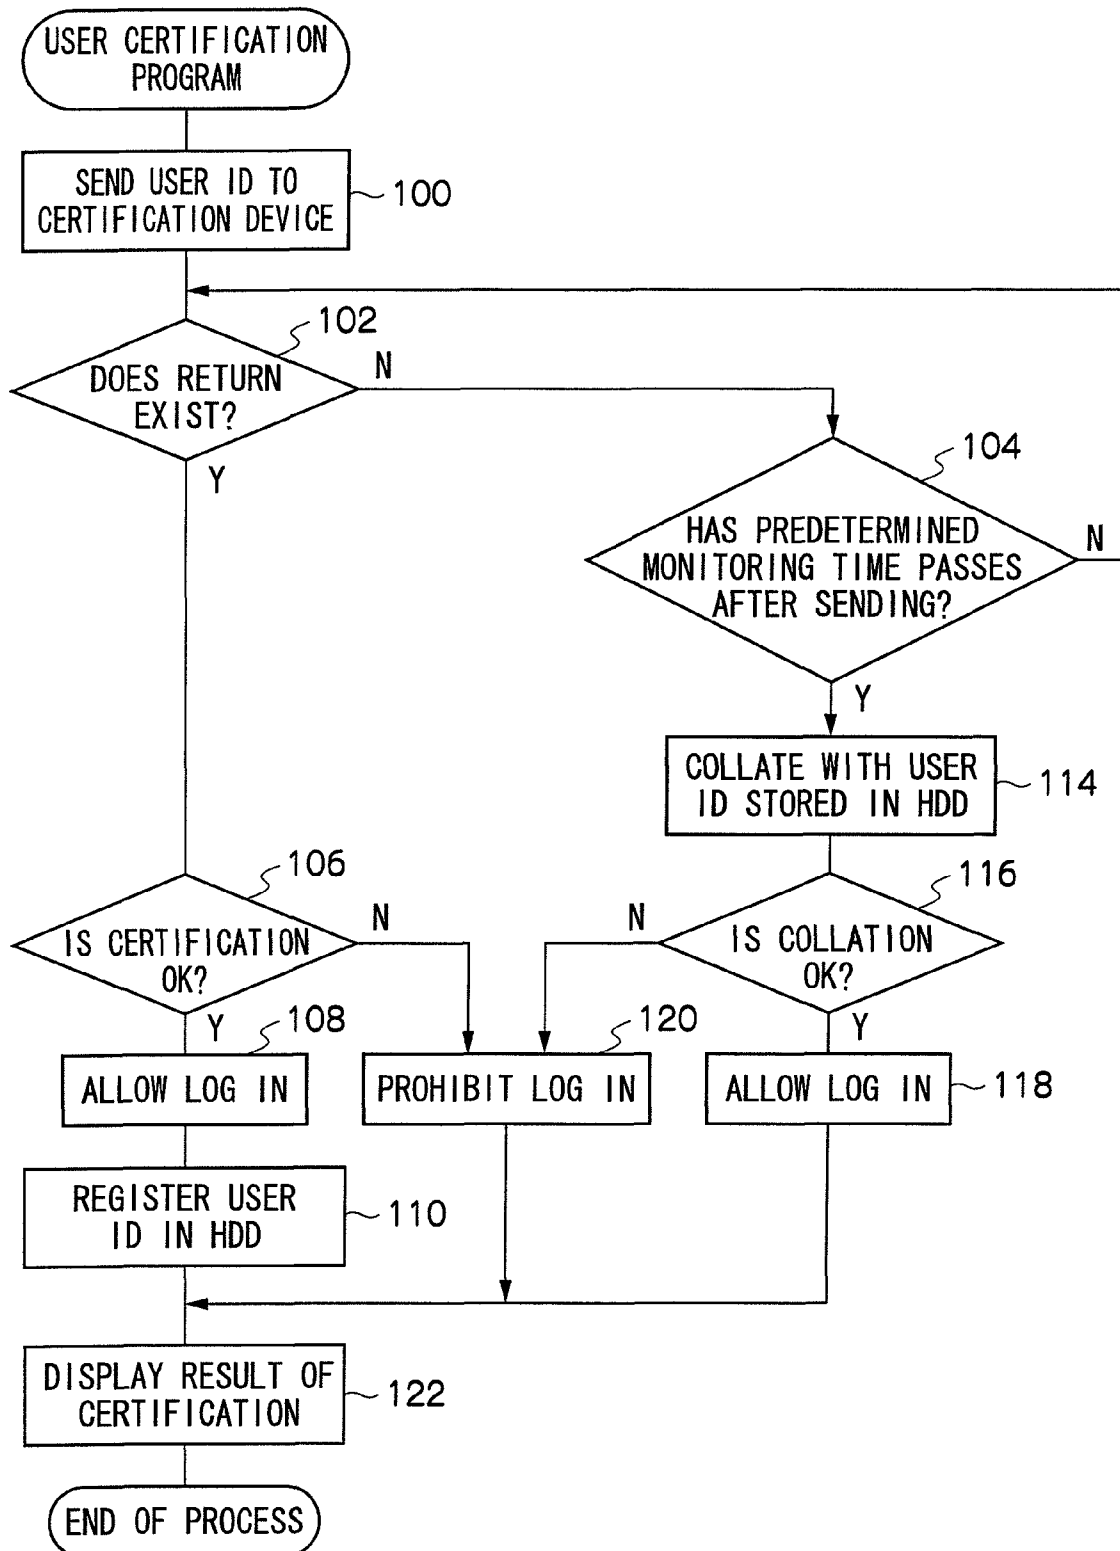 USER CERTIFICATION
PROGRAM
SEND USER ID TO
CERTIFICATION DEVICE
100
102
DOES RETURN
EXIST?
N
Y
104
HAS PREDETERMINED
MONITORING TIME PASSES
AFTER SENDING?
N
Y
COLLATE WITH USER
ID STORED IN HDD
114
106
IS CERTIFICATION
OK?
N
Y
116
IS COLLATION
OK?
N
Y
108
ALLOW LOG IN
120
PROHIBIT LOG IN
ALLOW LOG IN
118
REGISTER USER
ID IN HDD
110
DISPLAY RESULT OF
CERTIFICATION
122
END OF PROCESS